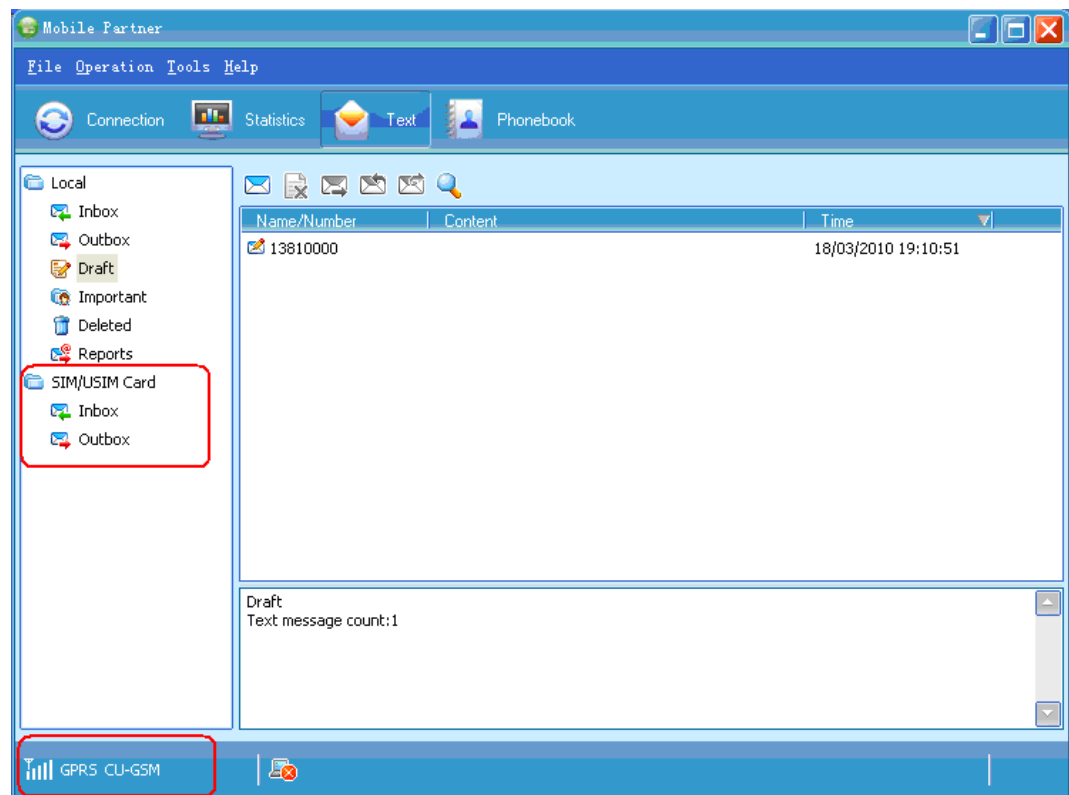 Mobile Partner
File Operation Tools Help
Connection Statistics Text Phonebook
Local
Inbox
Outbox
Draft
Important
Deleted
Reports
SIM/USIM Card
Inbox
Outbox
Name/Number Content Time
13810000 18/03/2010 19:10:51
Draft
Text message count:1
GPRS CU-GSM